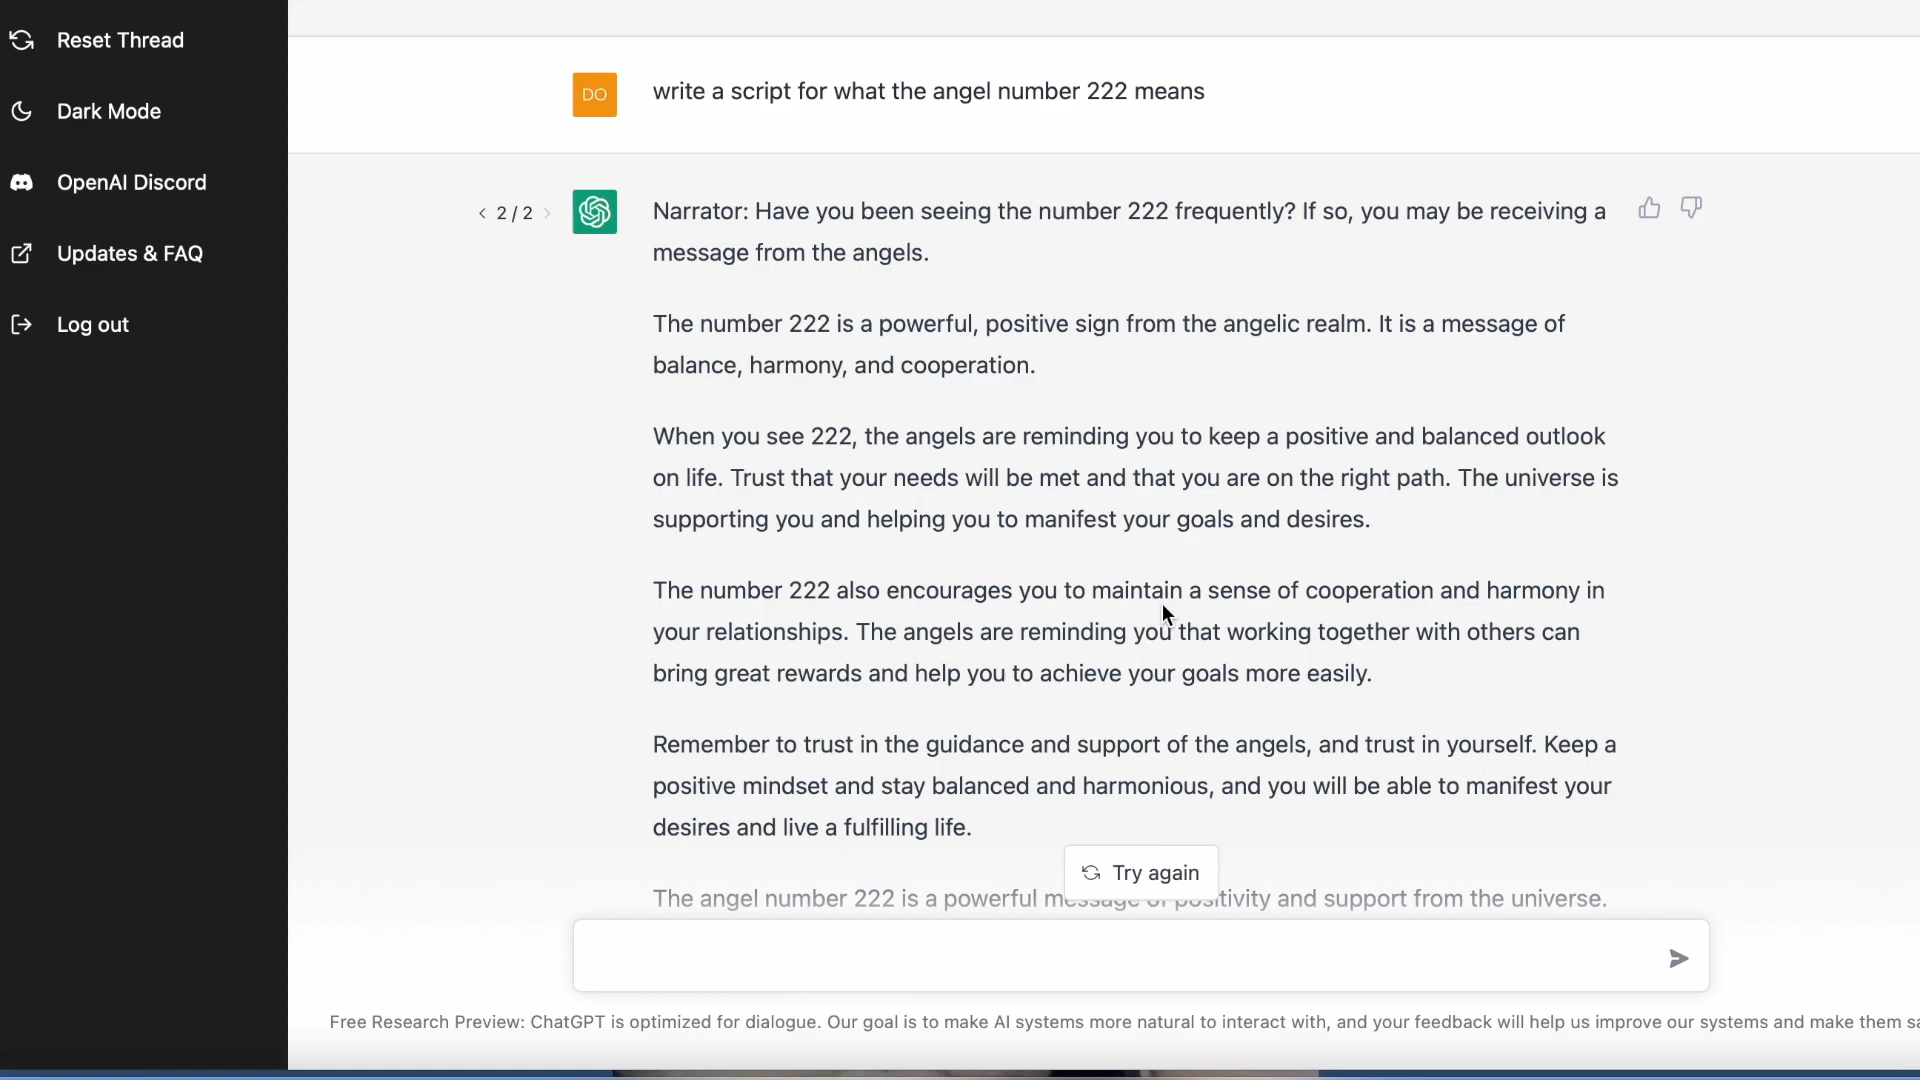 Reset Thread
Dark Mode
OpenAI Discord
Updates & FAQ
Log out
DO
write a script for what the angel number 222 means
< 2 / 2 >
Narrator: Have you been seeing the number 222 frequently? If so, you may be receiving a
message from the angels.
The number 222 is a powerful, positive sign from the angelic realm. It is a message of
balance, harmony, and cooperation.
When you see 222, the angels are reminding you to keep a positive and balanced outlook
on life. Trust that your needs will be met and that you are on the right path. The universe is
supporting you and helping you to manifest your goals and desires.
The number 222 also encourages you to maintain a sense of cooperation and harmony in
your relationships. The angels are reminding you that working together with others can
bring great rewards and help you to achieve your goals more easily.
Remember to trust in the guidance and support of the angels, and trust in yourself. Keep a
positive mindset and stay balanced and harmonious, and you will be able to manifest your
desires and live a fulfilling life.
Try again
The angel number 222 is a powerful message of positivity and support from the universe.
Free Research Preview: ChatGPT is optimized for dialogue. Our goal is to make AI systems more natural to interact with, and your feedback will help us improve our systems and make them